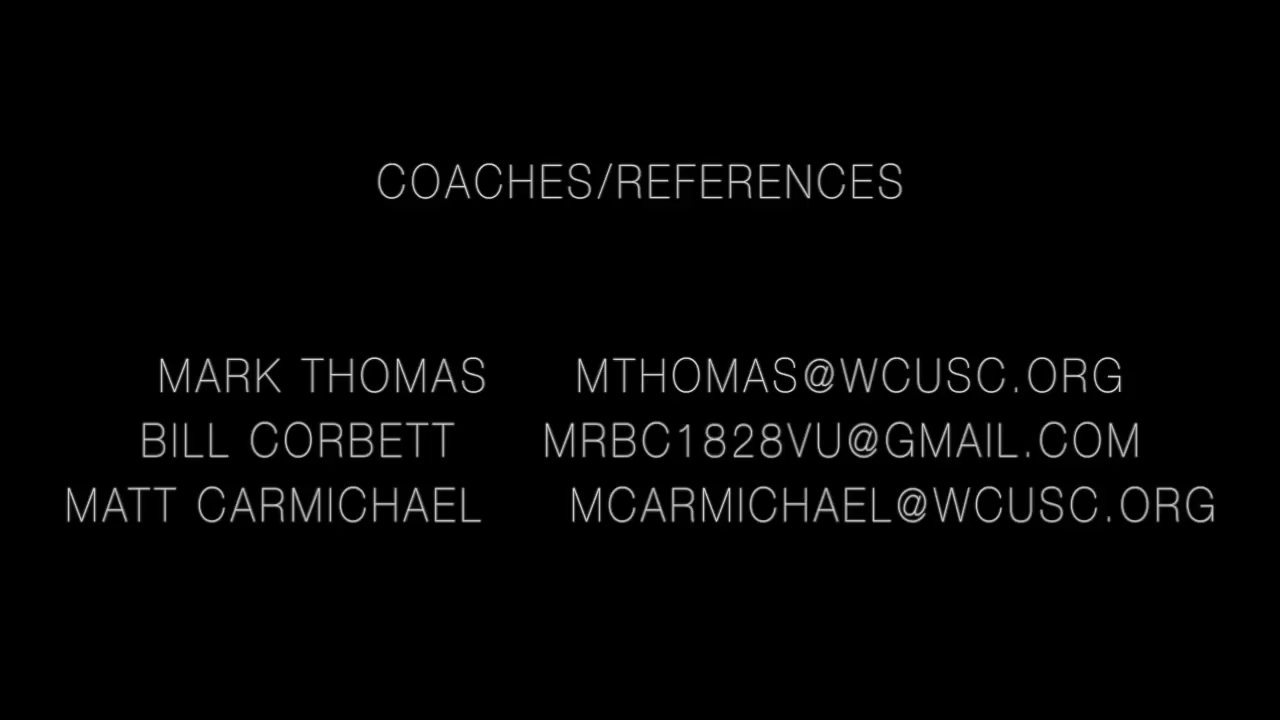 COACHES/REFERENCES
MARK THOMAS MTHOMAS@WCUSC.ORG
BILL CORBETT MRBC1828VU@GMAIL.COM
MATT CARMICHAEL MCARMICHAEL@WCUSC.ORG